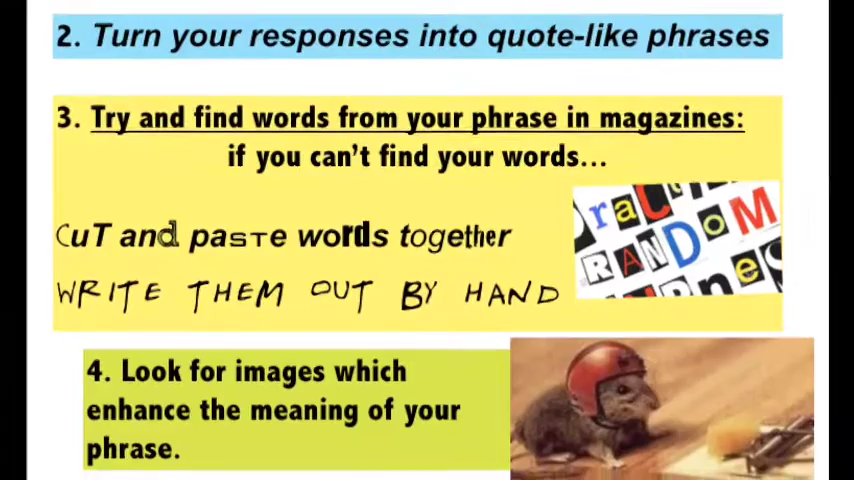 2. Turn your responses into quote-like phrases
3. Try and find words from your phrase in magazines:
if you can't find your words...
CuT and paSTe words together
WRITE THEM OUT BY HAND
RANDOM
4. Look for images which
enhance the meaning of your
phrase.